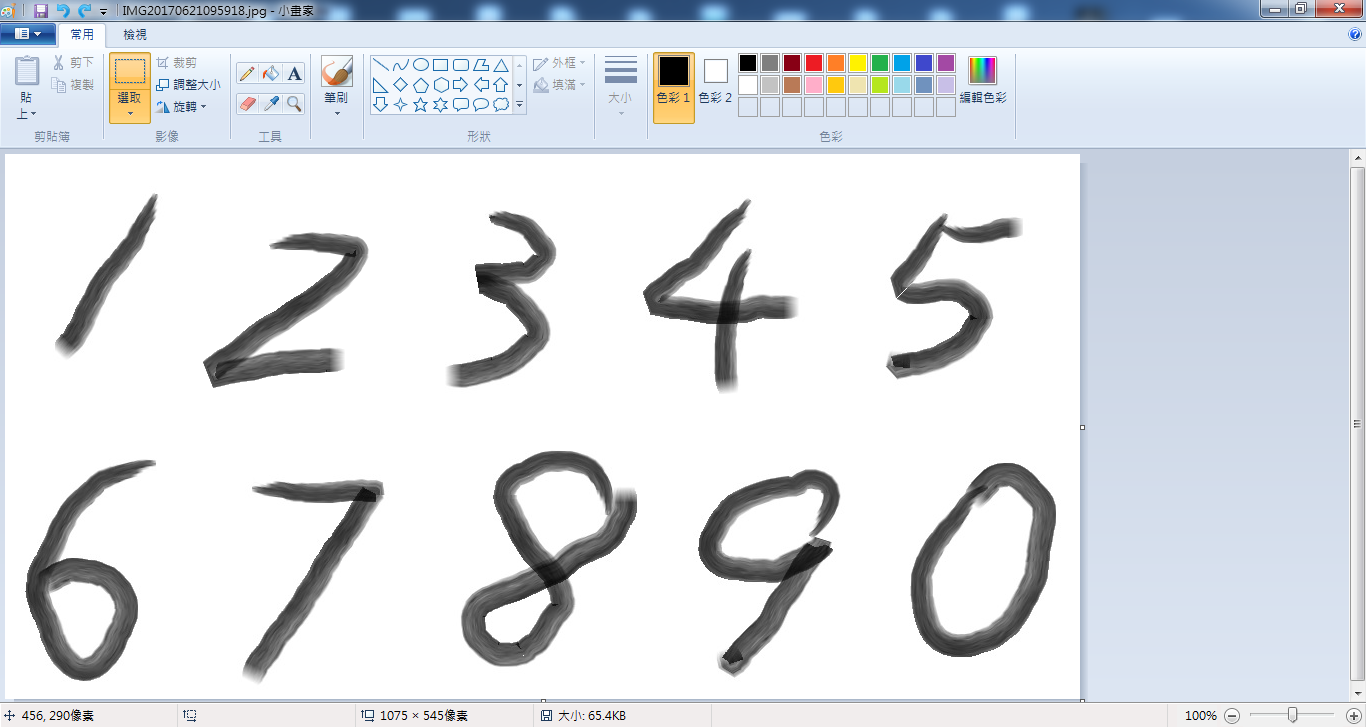 IMG20170621095918.jpg - 小畫家
常用 檢視
貼上 剪下 複製 選取 裁剪 調整大小 旋轉 A 筆刷 外框 填滿 大小 色彩 1 色彩 2 編輯色彩
剪貼簿 影像 工具 形狀 色彩
1 2 3 4 5
6 7 8 9 0
456, 290像素 1075 × 545像素 大小: 65.4KB 100%